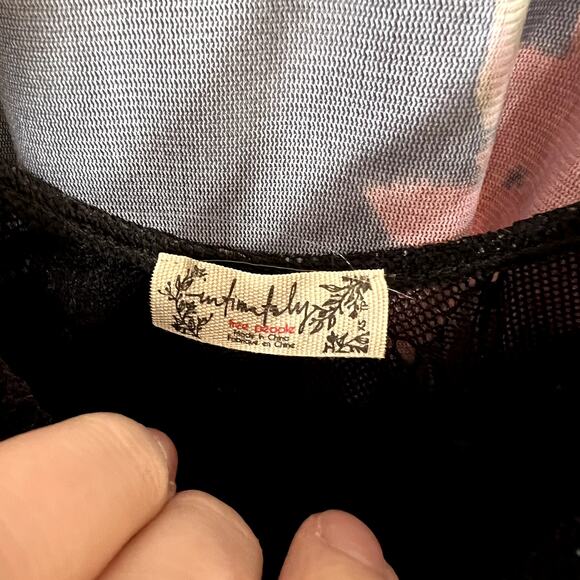 intimately
free people
Made in China
Fabriqué en Chine